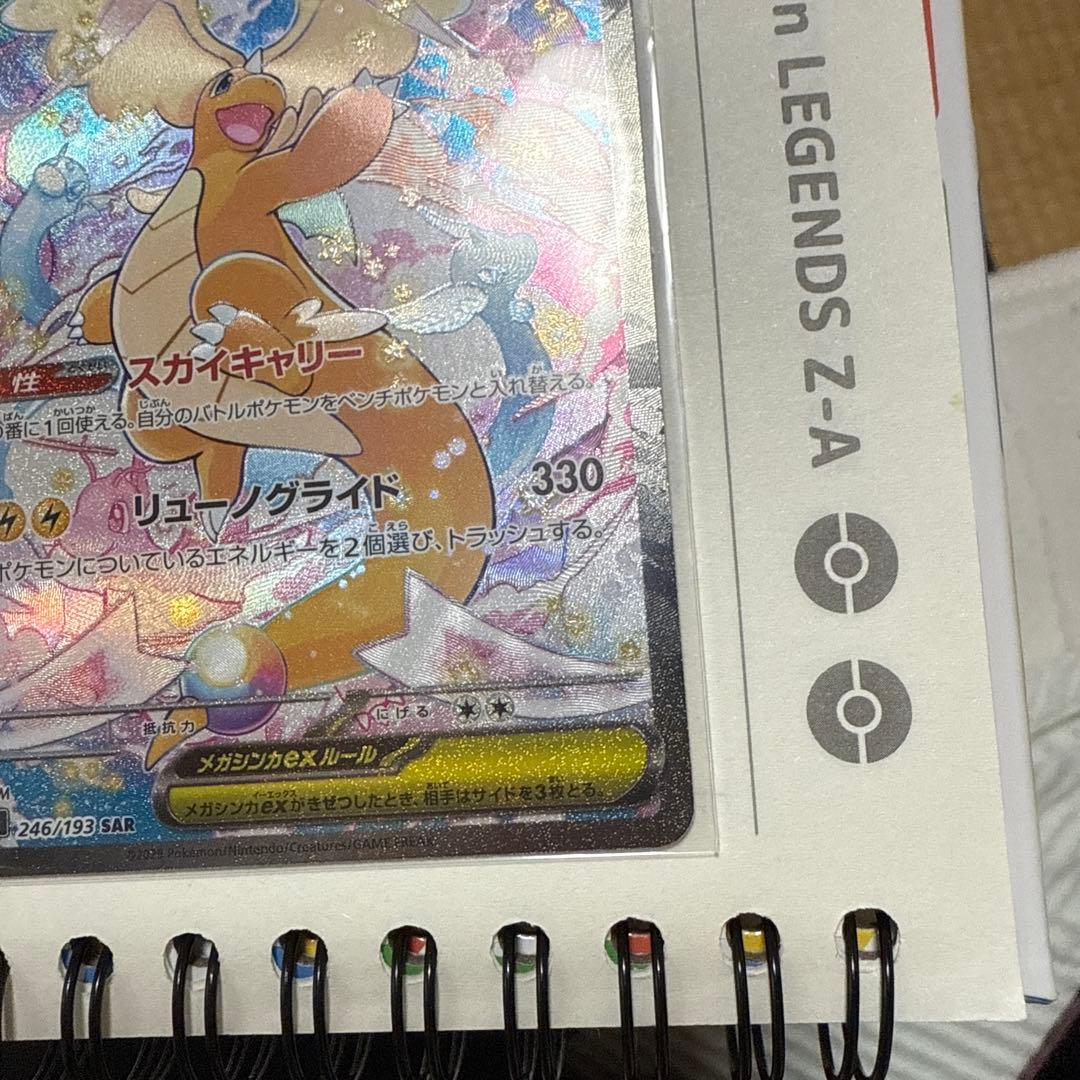 n LEGENDS Z-A
性 スカイキャリー
番に1回使える。自分のバトルポケモンをベンチポケモンと入れ替える。
リューノグライド 330
ポケモンについているエネルギーを2個選び、トラッシュする。
抵抗力 にげる
メガシンカexルール
メガシンカexがきぜつしたとき、相手はサイドを3枚とる。
246/193 SAR
Pokémon/Nintendo/Creatures/GAME FREAK